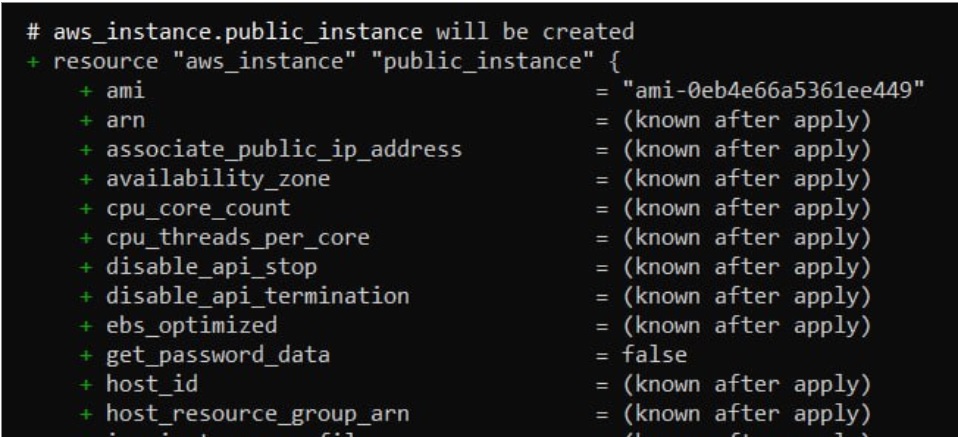 # aws_instance.public_instance will be created
+ resource "aws_instance" "public_instance" {
+ ami = "ami-0eb4e66a5361ee449"
+ arn = (known after apply)
+ associate_public_ip_address = (known after apply)
+ availability_zone = (known after apply)
+ cpu_core_count = (known after apply)
+ cpu_threads_per_core = (known after apply)
+ disable_api_stop = (known after apply)
+ disable_api_termination = (known after apply)
+ ebs_optimized = (known after apply)
+ get_password_data = false
+ host_id = (known after apply)
+ host_resource_group_arn = (known after apply)